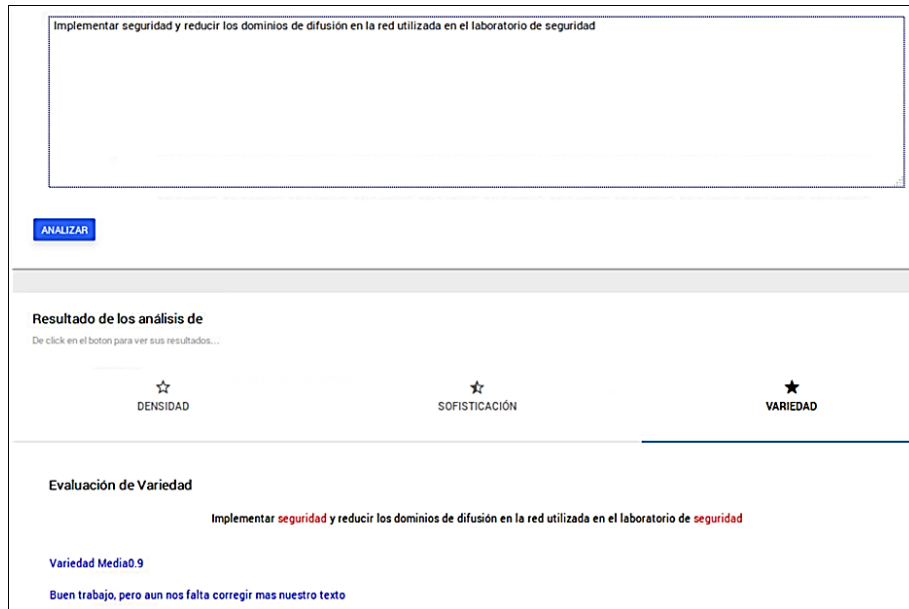 Implementar seguridad y reducir los dominios de difusión en la red utilizada en el laboratorio de seguridad
ANALIZAR
Resultado de los análisis de
De click en el boton para ver sus resultados...
DENSIDAD
SOFISTICACIÓN
VARIEDAD
Evaluación de Variedad
Implementar seguridad y reducir los dominios de difusión en la red utilizada en el laboratorio de seguridad
Variedad Media0.9
Buen trabajo, pero aun nos falta corregir mas nuestro texto